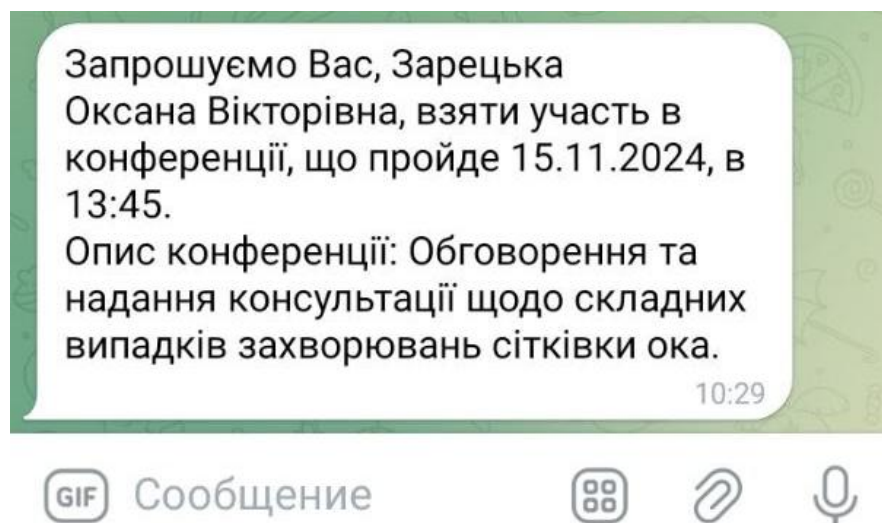 Запрошуємо Вас, Зарецька
Оксана Вікторівна, взяти участь в
конференції, що пройде 15.11.2024, в
13:45.
Опис конференції: Обговорення та
надання консультації щодо складних
випадків захворювань сітківки ока.
10:29
GIF Сообщение